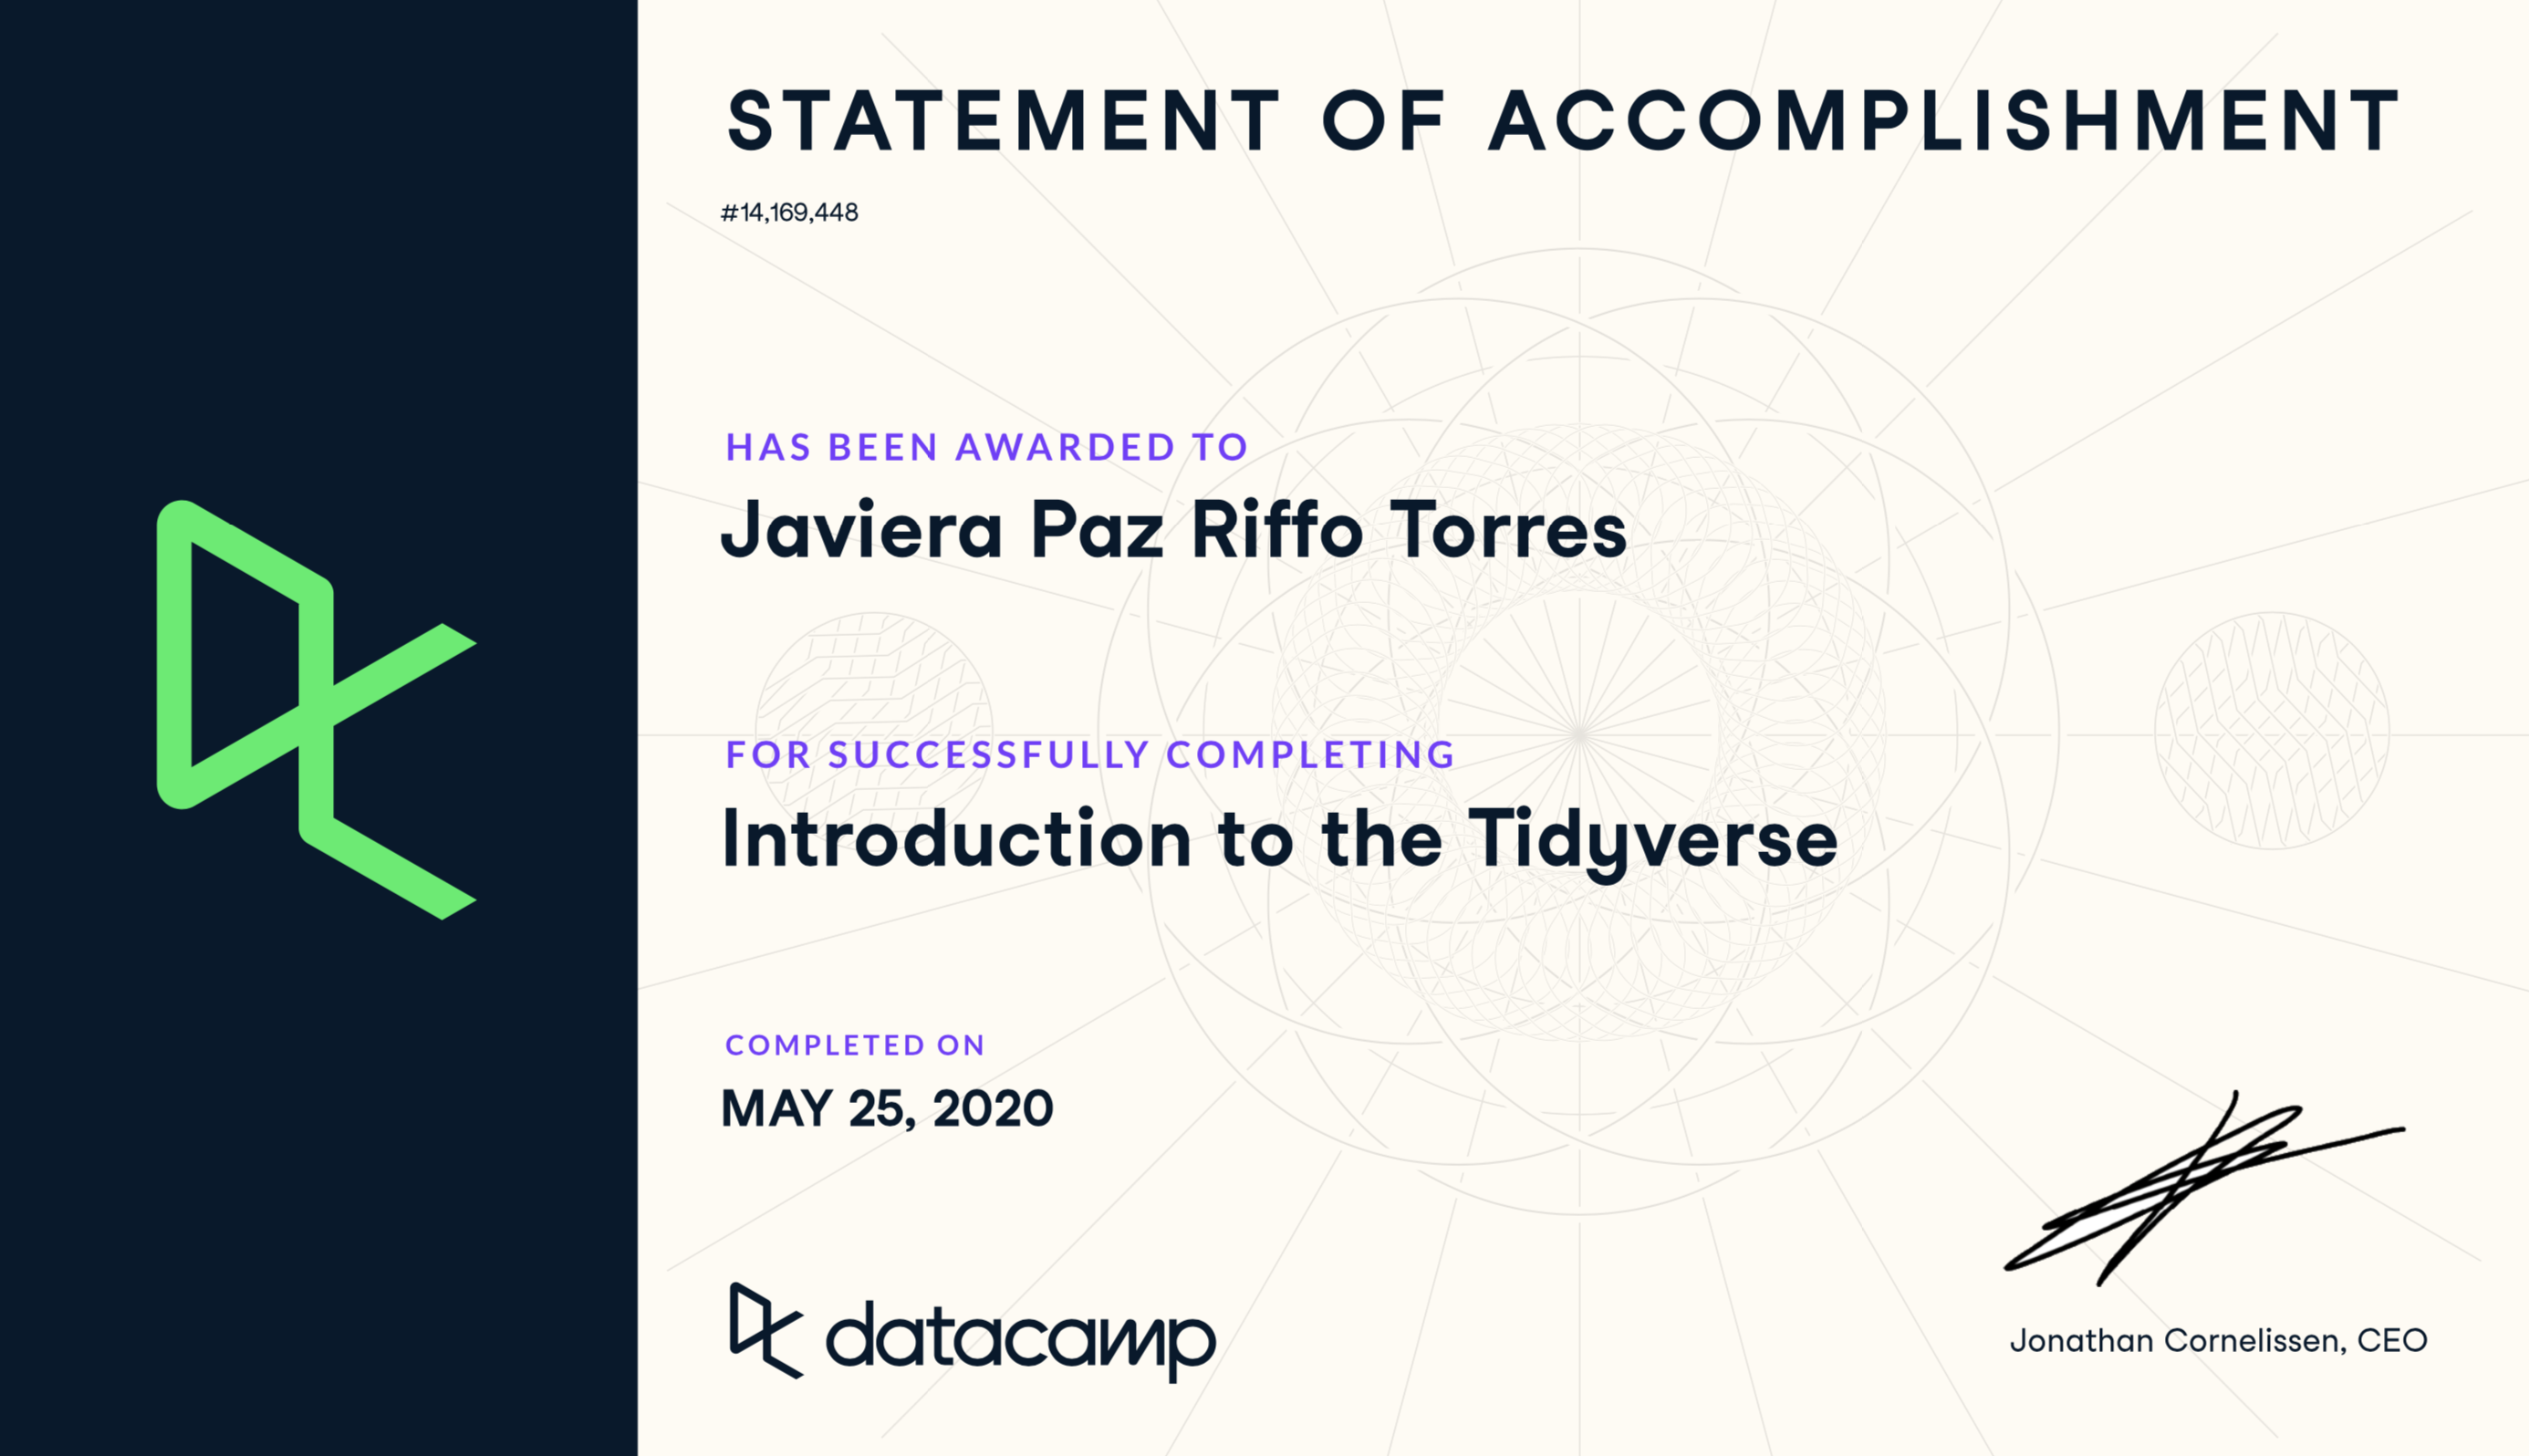 STATEMENT OF ACCOMPLISHMENT
#14,169,448
HAS BEEN AWARDED TO
Javiera Paz Riffo Torres
FOR SUCCESSFULLY COMPLETING
Introduction to the Tidyverse
COMPLETED ON
MAY 25, 2020
datacamp
Jonathan Cornelissen, CEO